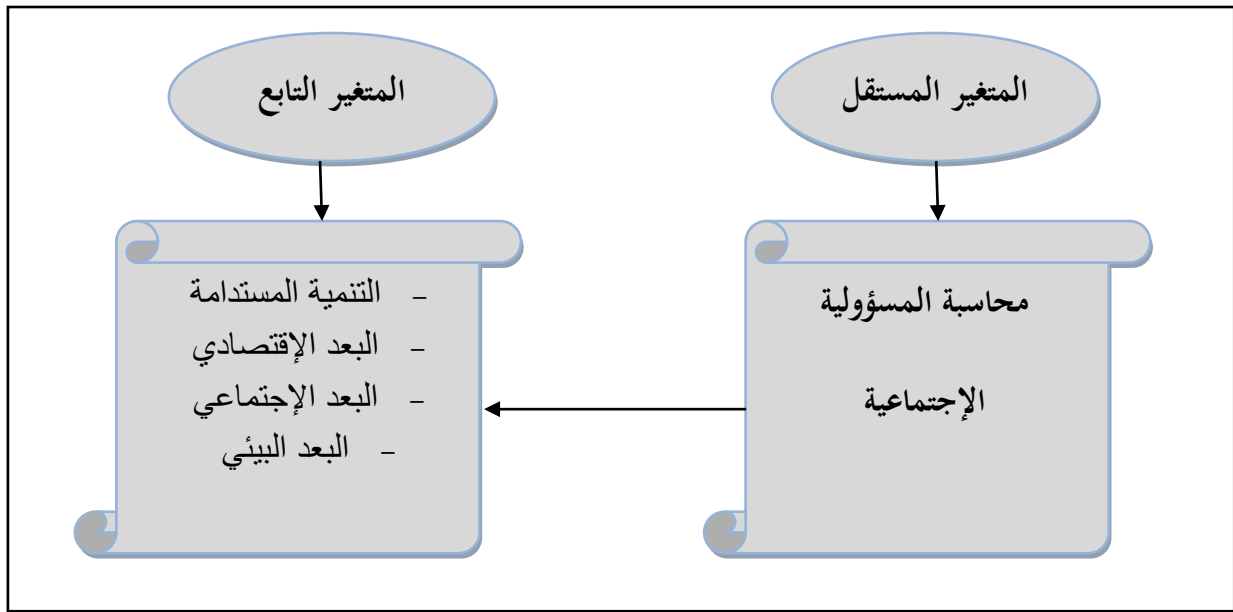 المتغير المستقل
المتغير التابع
محاسبة المسؤولية
الإجتماعية
- التنمية المستدامة
- البعد الإقتصادي
- البعد الإجتماعي
- البعد البيئي